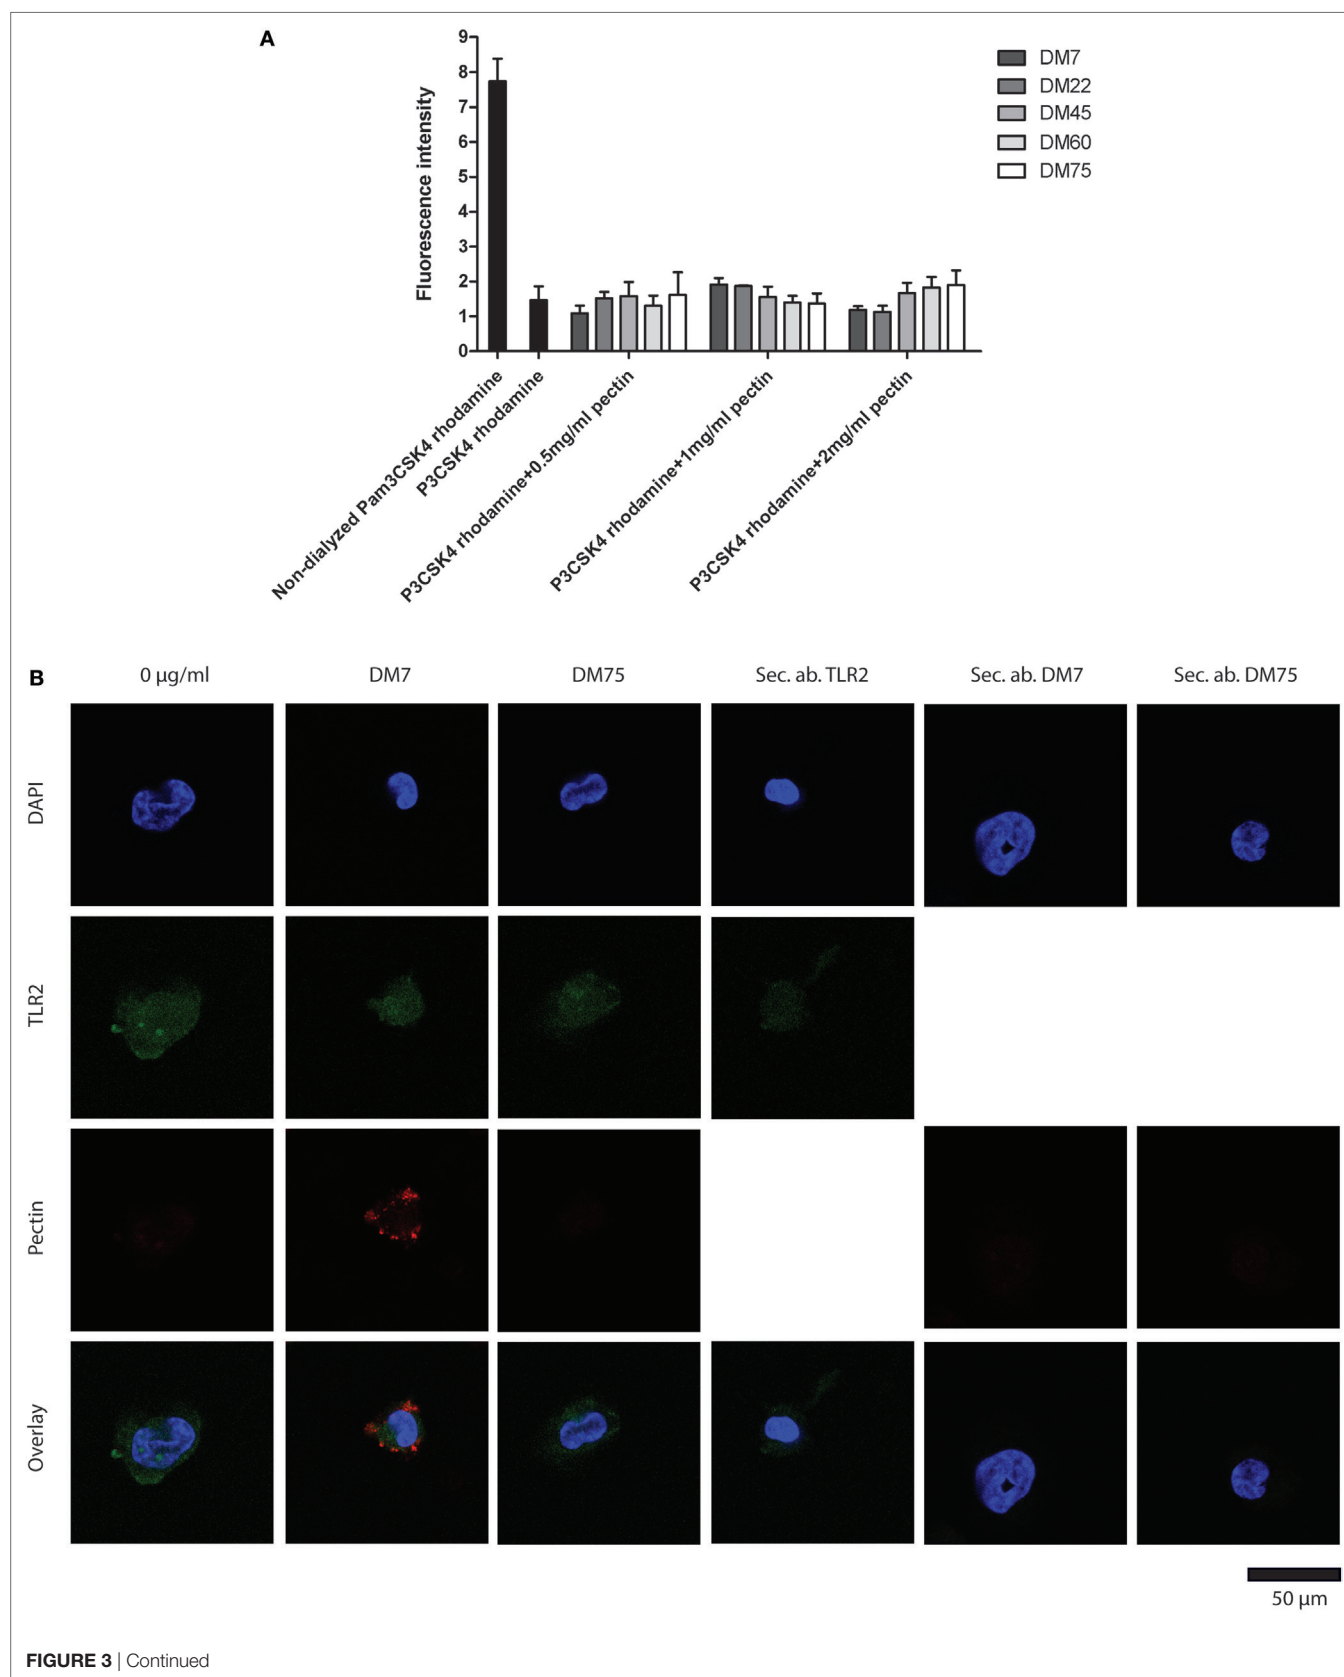 A
9
8
7
6
5
4
3
2
1
0
Fluorescence intensity
DM7
DM22
DM45
DM60
DM75
Non-dialyzed Pam3CSK4 rhodamine
P3CSK4 rhodamine
P3CSK4 rhodamine+0.5mg/ml pectin
P3CSK4 rhodamine+1mg/ml pectin
P3CSK4 rhodamine+2mg/ml pectin
B
0 µg/ml DM7 DM75 Sec. ab. TLR2 Sec. ab. DM7 Sec. ab. DM75
DAPI
TLR2
Pectin
Overlay
50 µm
FIGURE 3 | Continued